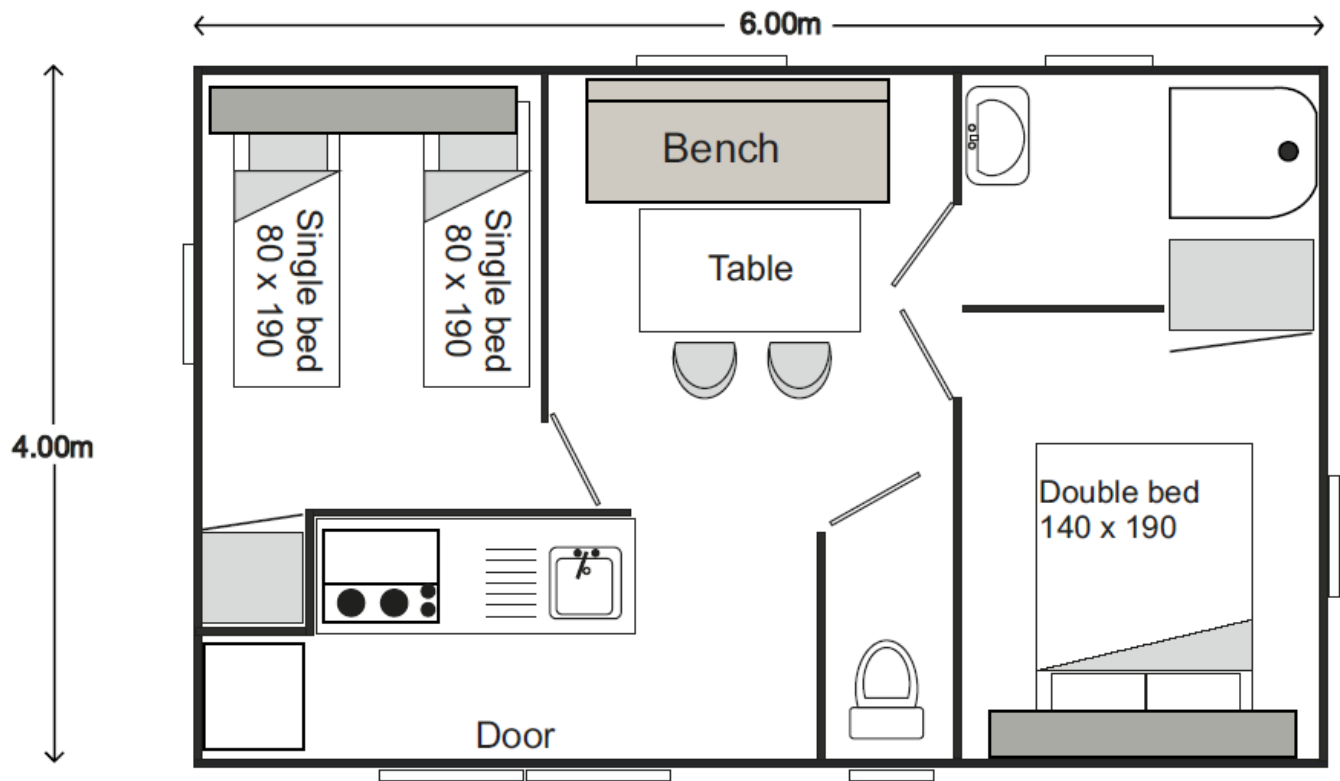 6.00m
4.00m
Single bed
80 x 190
Single bed
80 x 190
Bench
Table
Double bed
140 x 190
Door